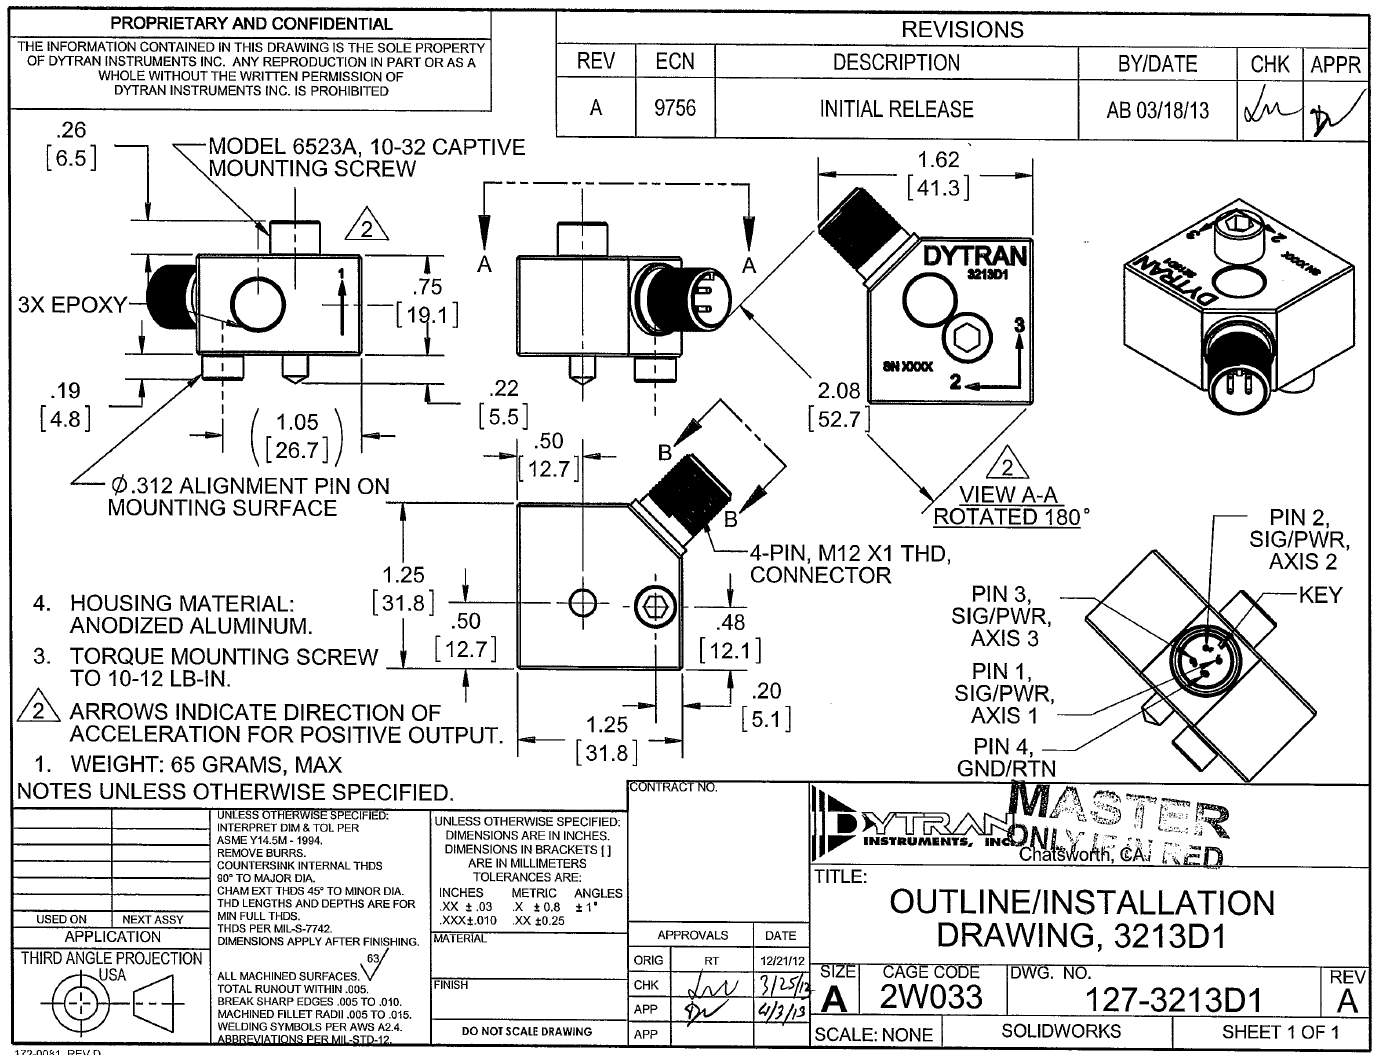 PROPRIETARY AND CONFIDENTIAL
THE INFORMATION CONTAINED IN THIS DRAWING IS THE SOLE PROPERTY
OF DYTRAN INSTRUMENTS INC. ANY REPRODUCTION IN PART OR AS A
WHOLE WITHOUT THE WRITTEN PERMISSION OF
DYTRAN INSTRUMENTS INC. IS PROHIBITED
REVISIONS
REV ECN DESCRIPTION BY/DATE CHK APPR
A 9756 INITIAL RELEASE AB 03/18/13
.26
[6.5]
MODEL 6523A, 10-32 CAPTIVE
MOUNTING SCREW
2
1
3X EPOXY
.75
[19.1]
.19
[4.8]
(1.05
[26.7])
Ø.312 ALIGNMENT PIN ON
MOUNTING SURFACE
A A
.22
[5.5]
.50
[12.7]
1.62
[41.3]
DYTRAN
3213D1
3
SN XXXX
2
2.08
[52.7]
2
VIEW A-A
ROTATED 180°
3 2
DYTRAN
3213D1
SN XXXX
B
B
4-PIN, M12 X1 THD,
CONNECTOR
1.25
[31.8]
.50
[12.7]
.48
[12.1]
.20
[5.1]
1.25
[31.8]
PIN 2,
SIG/PWR,
AXIS 2
KEY
PIN 3,
SIG/PWR,
AXIS 3
PIN 1,
SIG/PWR,
AXIS 1
PIN 4,
GND/RTN
4. HOUSING MATERIAL:
ANODIZED ALUMINUM.
3. TORQUE MOUNTING SCREW
TO 10-12 LB-IN.
2 ARROWS INDICATE DIRECTION OF
ACCELERATION FOR POSITIVE OUTPUT.
1. WEIGHT: 65 GRAMS, MAX
NOTES UNLESS OTHERWISE SPECIFIED.
USED ON NEXT ASSY
APPLICATION
THIRD ANGLE PROJECTION
USA
UNLESS OTHERWISE SPECIFIED:
INTERPRET DIM & TOL PER
ASME Y14.5M - 1994.
REMOVE BURRS.
COUNTERSINK INTERNAL THDS
90° TO MAJOR DIA.
CHAM EXT THDS 45° TO MINOR DIA.
THD LENGTHS AND DEPTHS ARE FOR
MIN FULL THDS.
THDS PER MIL-S-7742.
DIMENSIONS APPLY AFTER FINISHING.
63
ALL MACHINED SURFACES.
TOTAL RUNOUT WITHIN .005.
BREAK SHARP EDGES .005 TO .010.
MACHINED FILLET RADII .005 TO .015.
WELDING SYMBOLS PER AWS A2.4.
ABBREVIATIONS PER MIL-STD-12.
UNLESS OTHERWISE SPECIFIED:
DIMENSIONS ARE IN INCHES.
DIMENSIONS IN BRACKETS [ ]
ARE IN MILLIMETERS
TOLERANCES ARE:
INCHES METRIC ANGLES
.XX ± .03 .X ± 0.8 ± 1°
.XXX±.010 .XX ±0.25
MATERIAL
FINISH
DO NOT SCALE DRAWING
CONTRACT NO.
APPROVALS DATE
ORIG RT 12/21/12
CHK
APP 4/3/13
APP
DYTRAN
INSTRUMENTS, INC.
Chatsworth, CA.
MASTER
ONLY IF IN RED
TITLE:
OUTLINE/INSTALLATION
DRAWING, 3213D1
SIZE CAGE CODE DWG. NO. REV
A 2W033 127-3213D1 A
SCALE: NONE SOLIDWORKS SHEET 1 OF 1
172-0081 REV D